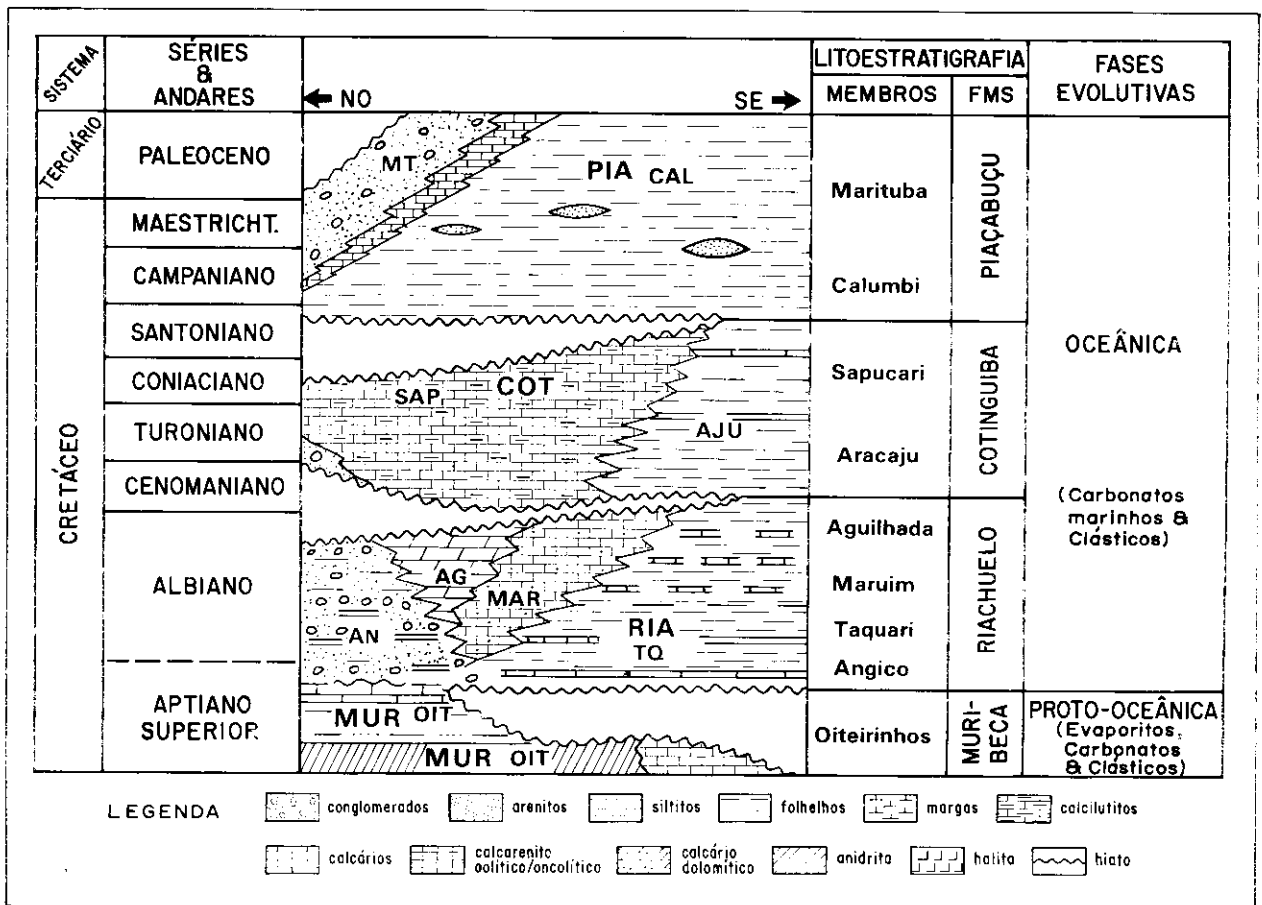 SISTEMA
SÉRIES
&
ANDARES
NO
SE
LITOESTRATIGRAFIA
MEMBROS
FMS
FASES
EVOLUTIVAS
TERCIÁRIO
PALEOCENO
CRETÁCEO
MAESTRICHT.
CAMPANIANO
SANTONIANO
CONIACIANO
TURONIANO
CENOMANIANO
ALBIANO
APTIANO
SUPERIOR.
MT
PIA CAL
SAP
COT
AJU
AG
MAR
AN
RIA
TQ
MUR OIT
MUR OIT
Marituba
Calumbi
PIAÇABUÇU
Sapucari
Aracaju
COTINGUIBA
Aguilhada
Maruim
Taquari
Angico
RIACHUELO
Oiteirinhos
MURI-
BECA
OCEÂNICA
(Carbonatos
marinhos &
Clásticos)
PROTO-OCEÂNICA
(Evaporitos,
Carbonatos
& Clásticos)
LEGENDA
conglomerados
arenitos
siltitos
folhelhos
margas
calcilutitos
calcários
calcarenito
oolítico/oncolítico
calcário
dolomítico
anidrita
halita
hiato